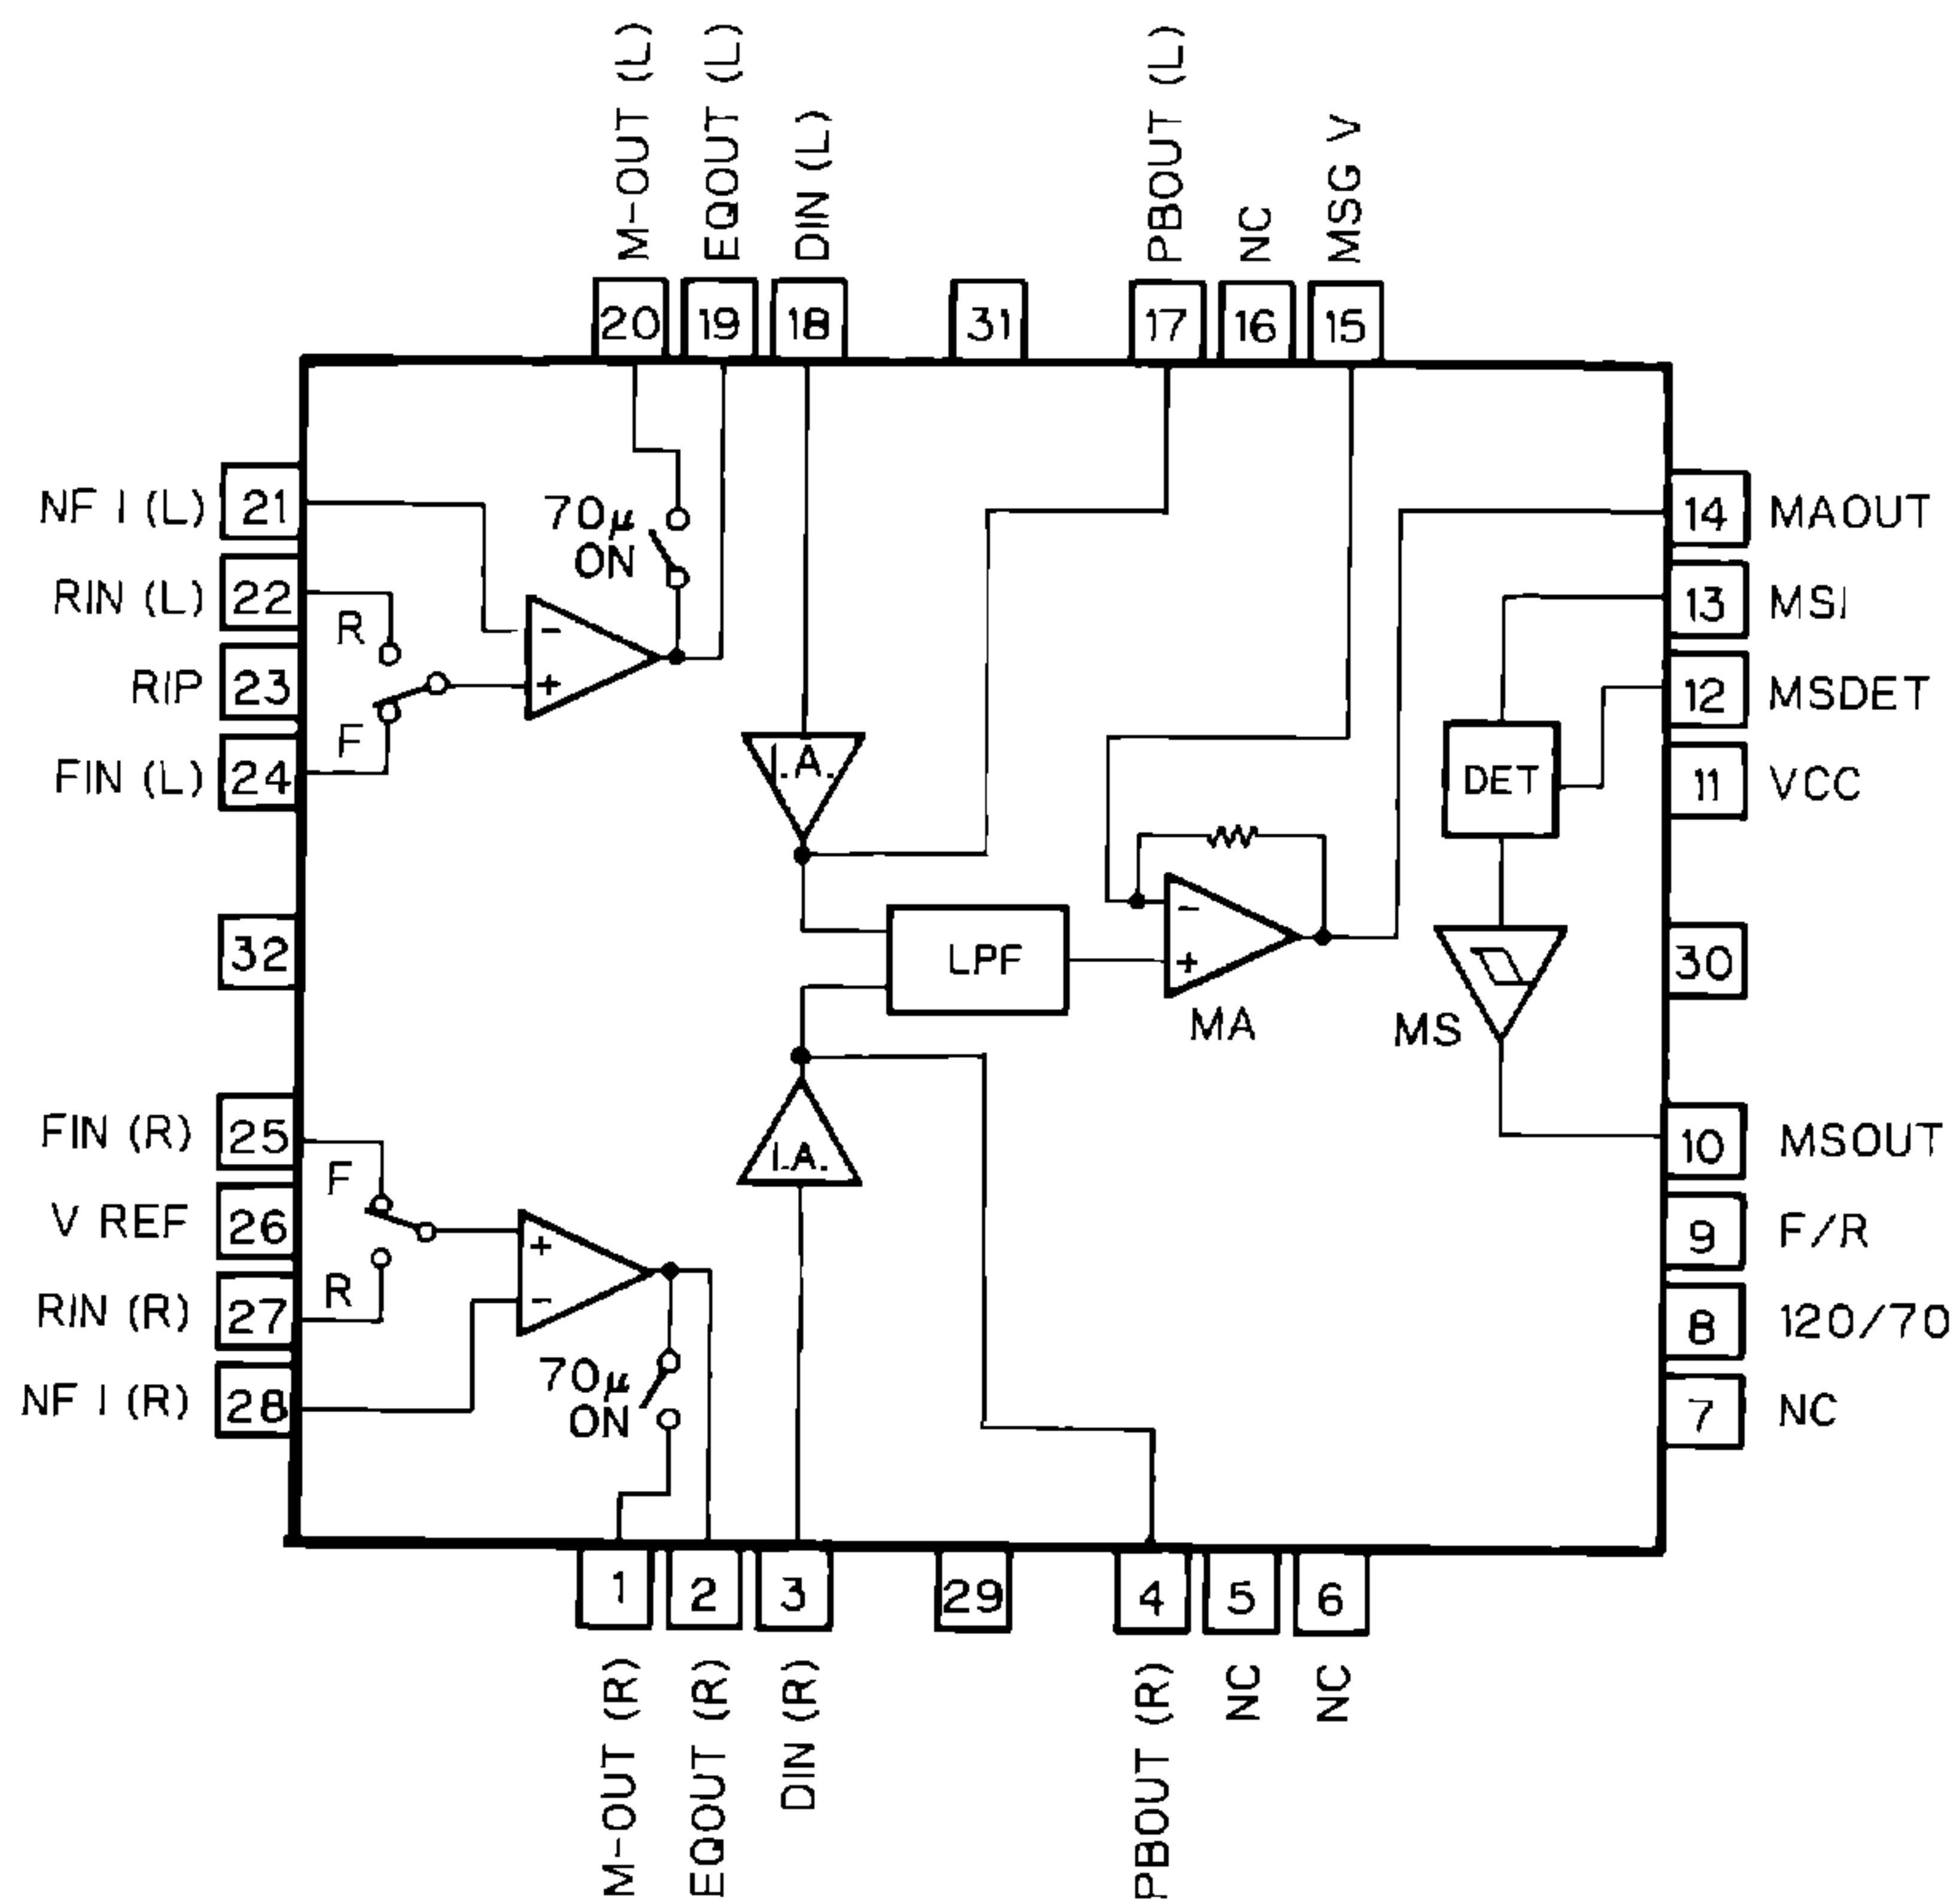 M-OUT (L)
EQOUT (L)
DIN (L)
PBOUT (L)
NC
MSG V
20
19
18
31
17
16
15
NF I (L)
21
RIN (L)
22
RIP
23
FIN (L)
24
32
FIN (R)
25
V REF
26
RIN (R)
27
NF I (R)
28
R
F
70μ
ON
-
+
I.A.
LPF
-
+
MA
DET
MS
I.A.
F
R
+
-
70μ
ON
14 MAOUT
13 MSI
12 MSDET
11 VCC
30
10 MSOUT
9 F/R
8 120/70
7 NC
1
2
3
29
4
5
6
M-OUT (R)
EQOUT (R)
DIN (R)
PBOUT (R)
NC
NC